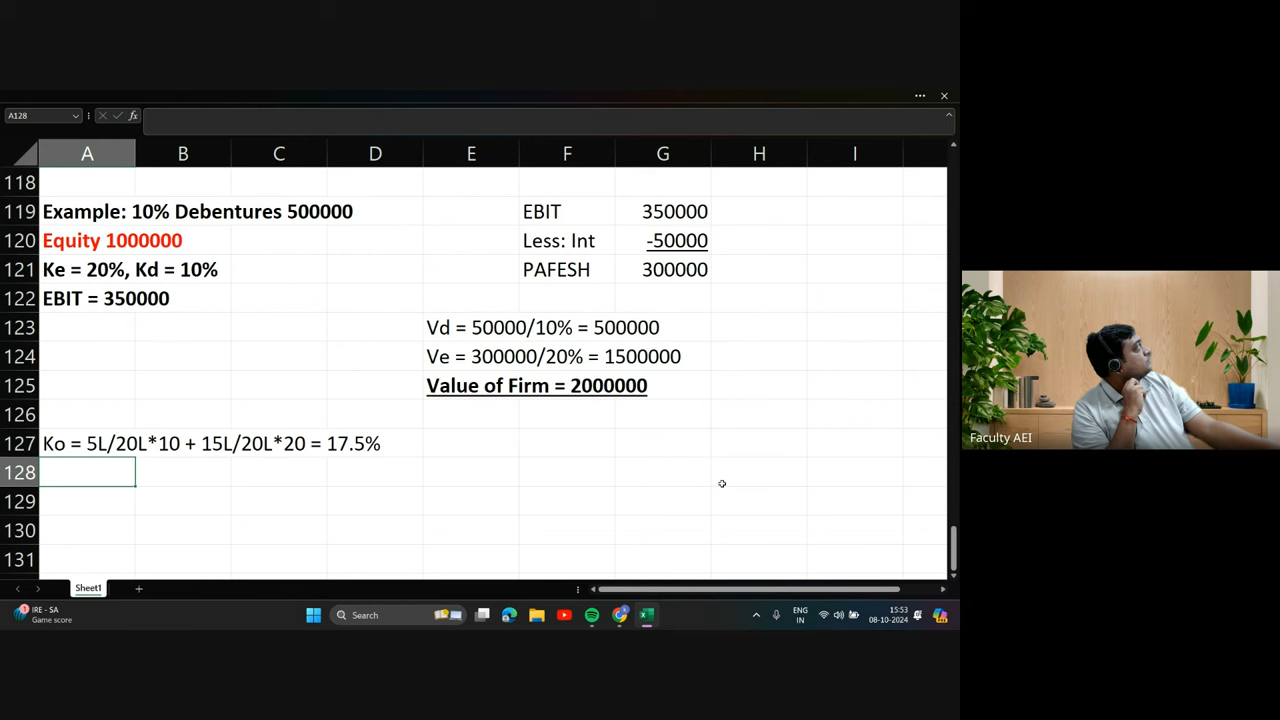 A128
fx
A B C D E F G H I
118
119 Example: 10% Debentures 500000 EBIT 350000
120 Equity 1000000 Less: Int -50000
121 Ke = 20%, Kd = 10% PAFESH 300000
122 EBIT = 350000
123 Vd = 50000/10% = 500000
124 Ve = 300000/20% = 1500000
125 Value of Firm = 2000000
126
127 Ko = 5L/20L*10 + 15L/20L*20 = 17.5%
128
129
130
131
Sheet1
Faculty AEI
1 IRE - SA
Game score
Search
ENG
IN
15:53
08-10-2024